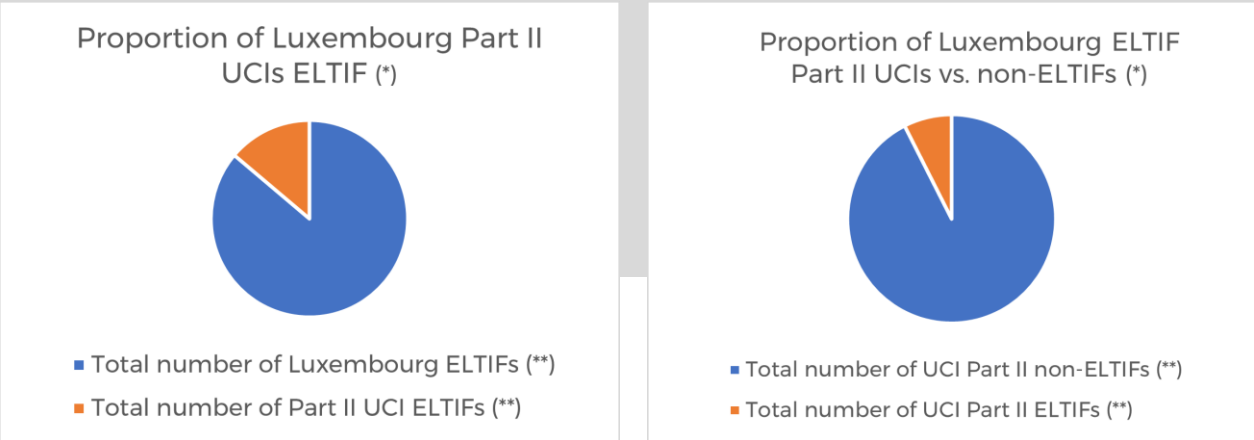 Proportion of Luxembourg Part II
UCIs ELTIF (*)
Total number of Luxembourg ELTIFs (**)
Total number of Part II UCI ELTIFs (**)
Proportion of Luxembourg ELTIF
Part II UCIs vs. non-ELTIFs (*)
Total number of UCI Part II non-ELTIFs (**)
Total number of UCI Part II ELTIFs (**)